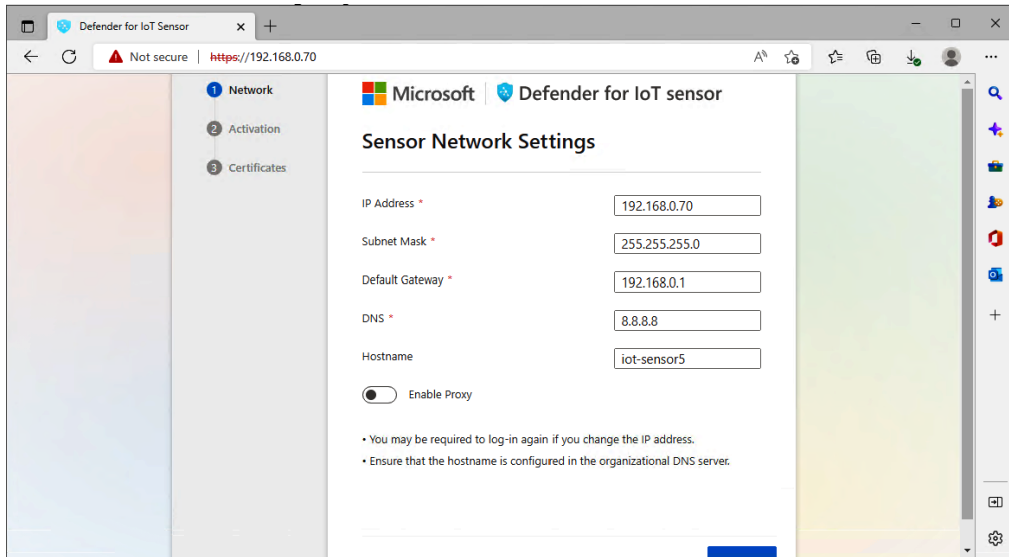 Defender for IoT Sensor
Not secure https://192.168.0.70
1 Network
2 Activation
3 Certificates
Microsoft Defender for IoT sensor
Sensor Network Settings
IP Address * 192.168.0.70
Subnet Mask * 255.255.255.0
Default Gateway * 192.168.0.1
DNS * 8.8.8.8
Hostname iot-sensor5
Enable Proxy
• You may be required to log-in again if you change the IP address.
• Ensure that the hostname is configured in the organizational DNS server.